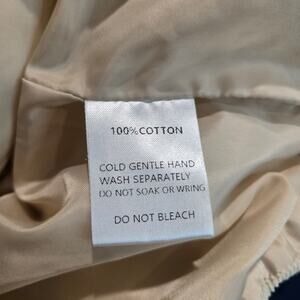 100%COTTON
COLD GENTLE HAND
WASH SEPARATELY
DO NOT SOAK OR WRING
DO NOT BLEACH